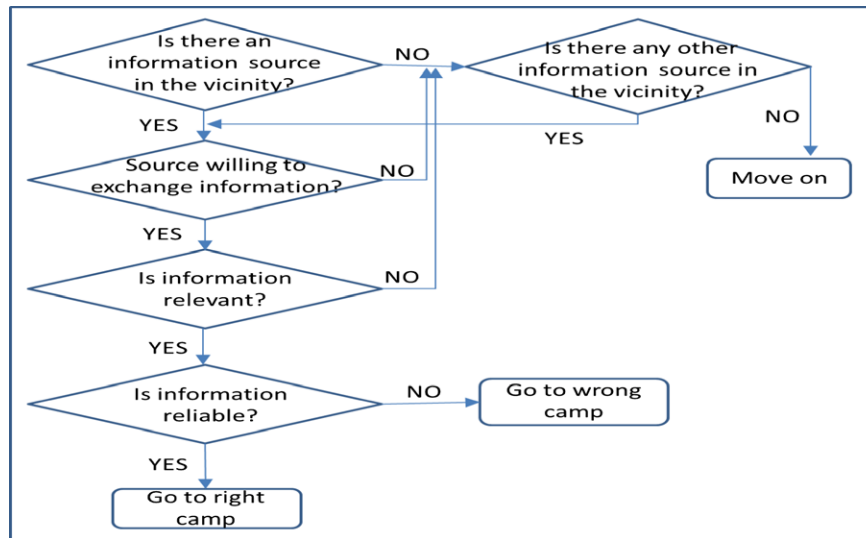 Is there an
information source
in the vicinity?
NO
Is there any other
information source in
the vicinity?
YES
YES
NO
Source willing to
exchange information?
NO
Move on
YES
Is information
relevant?
NO
YES
Is information
reliable?
NO
Go to wrong
camp
YES
Go to right
camp